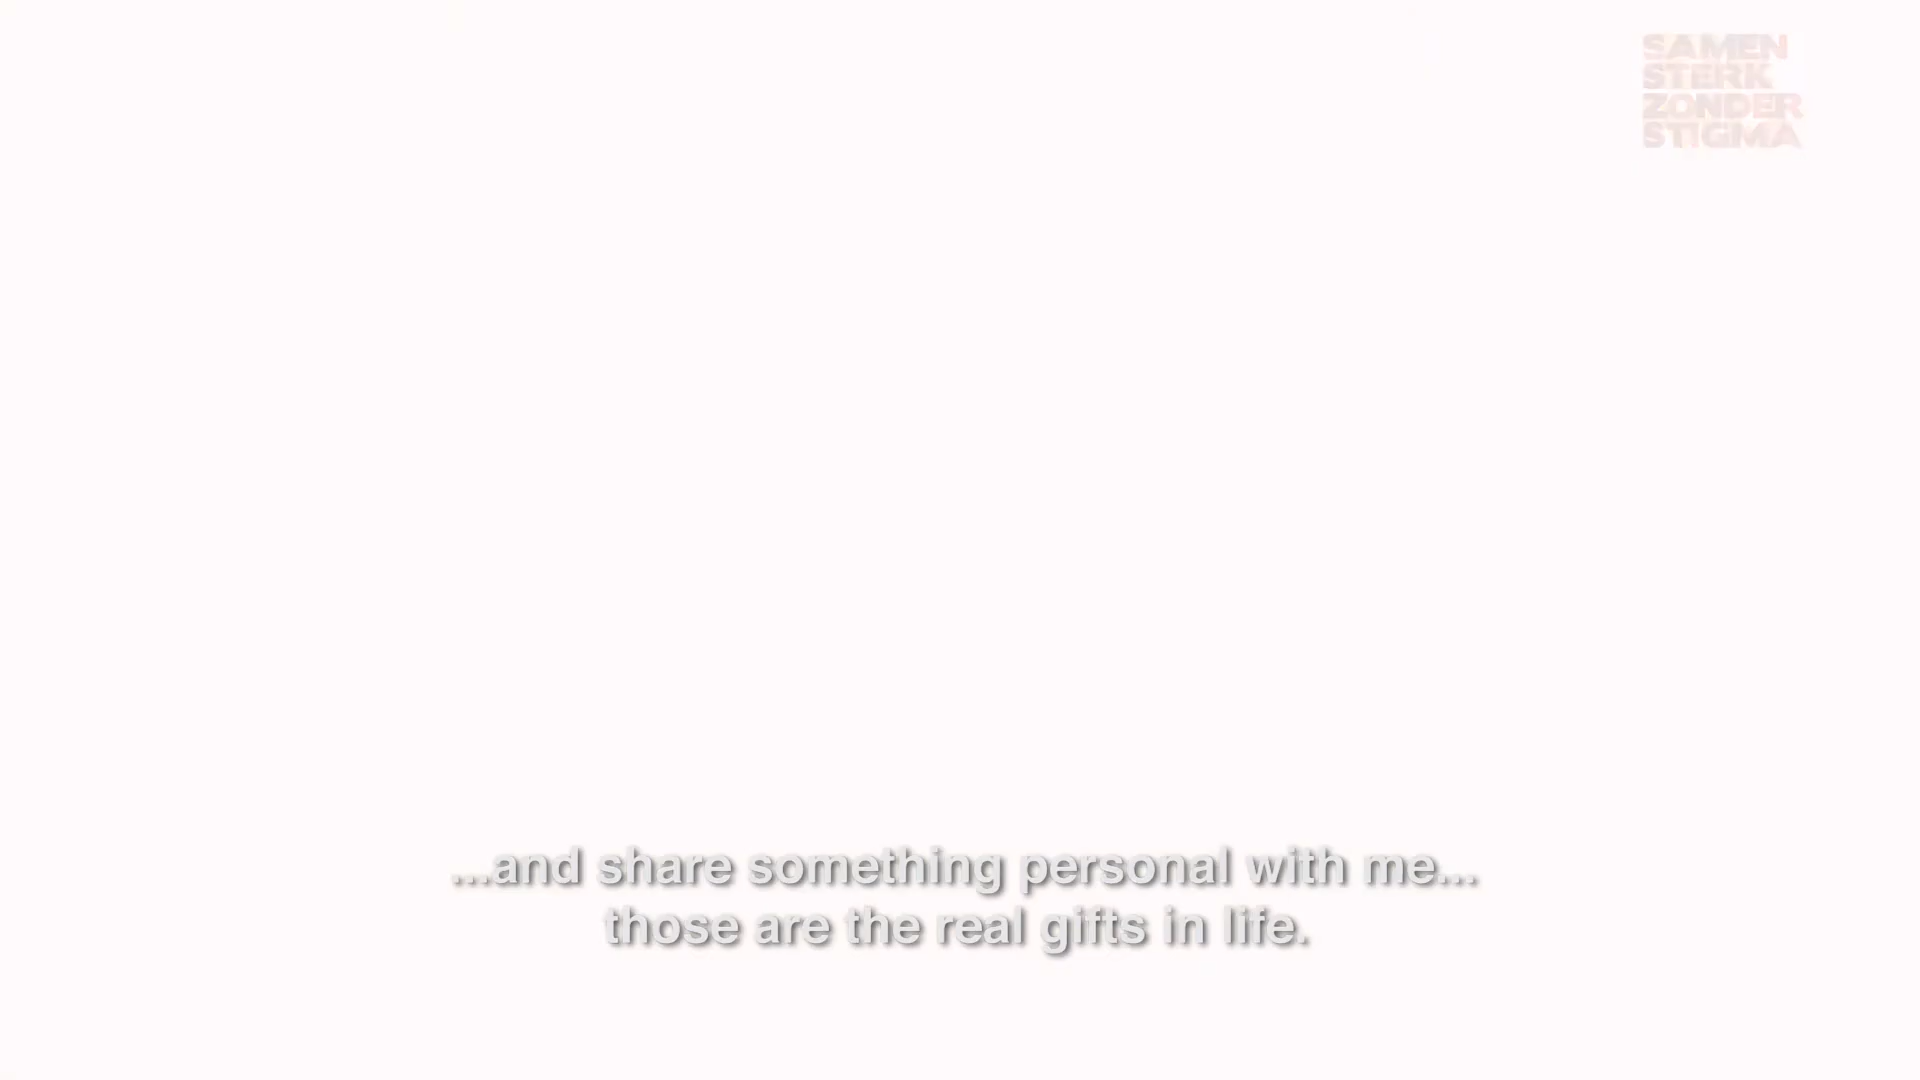 SAMEN
STERK
ZONDER
STIGMA
...and share something personal with me...
those are the real gifts in life.